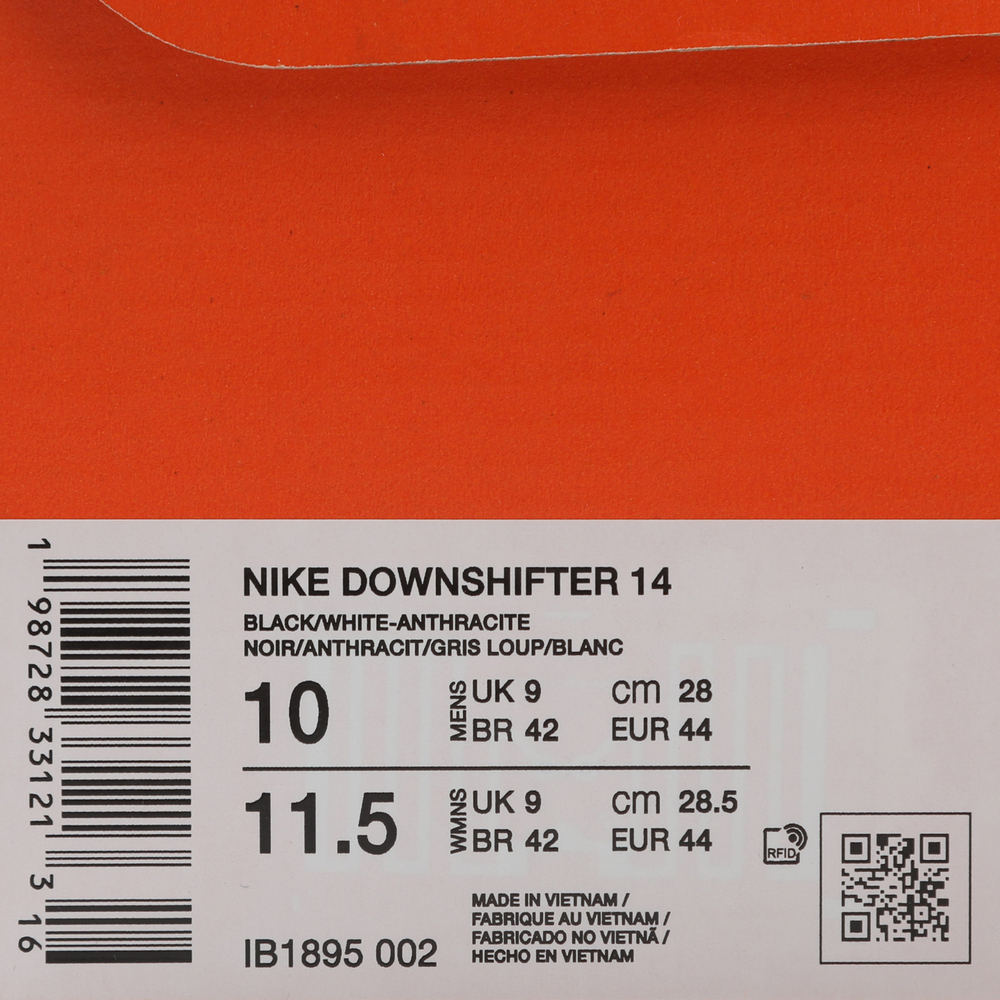 NIKE DOWNSHIFTER 14
BLACK/WHITE-ANTHRACITE
NOIR/ANTHRACIT/GRIS LOUP/BLANC
10 MENS UK 9 cm 28
BR 42 EUR 44
11.5 WMNS UK 9 cm 28.5
BR 42 EUR 44
RFID
MADE IN VIETNAM /
FABRIQUE AU VIETNAM /
FABRICADO NO VIETNÃ /
HECHO EN VIETNAM
IB1895 002
1 98728 33121 3 16